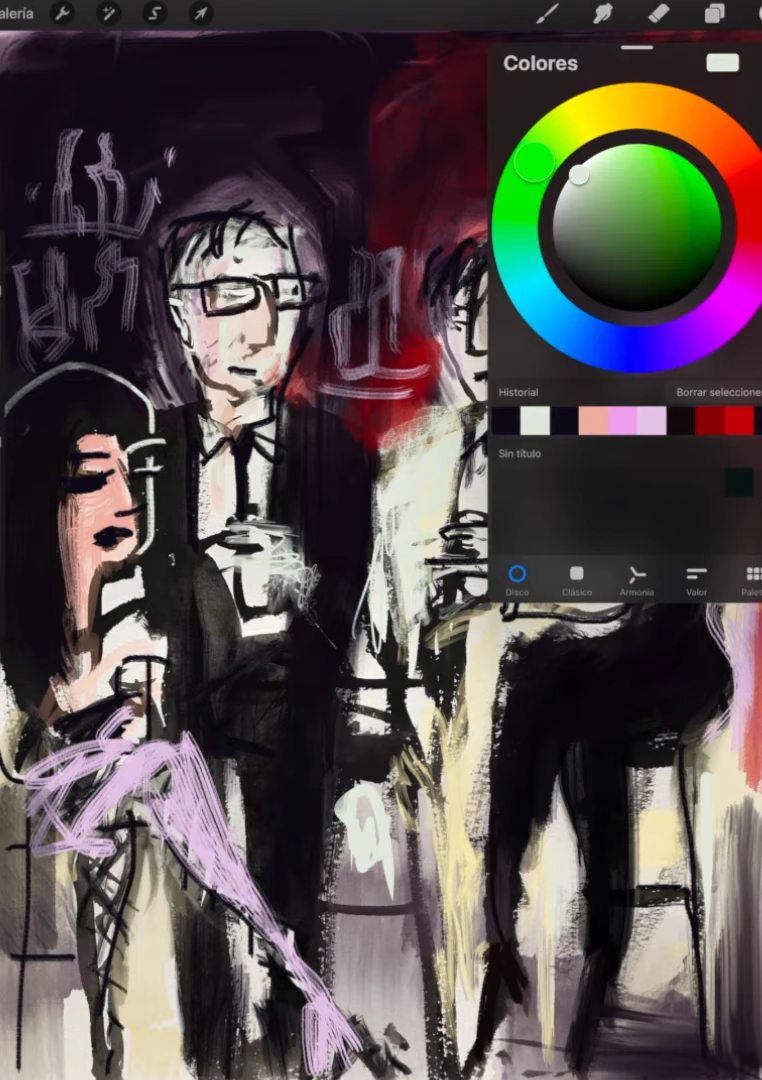 alería
Colores
Historial
Borrar seleccione
Sin título
Disco
Clásico
Armonía
Valor
Palet